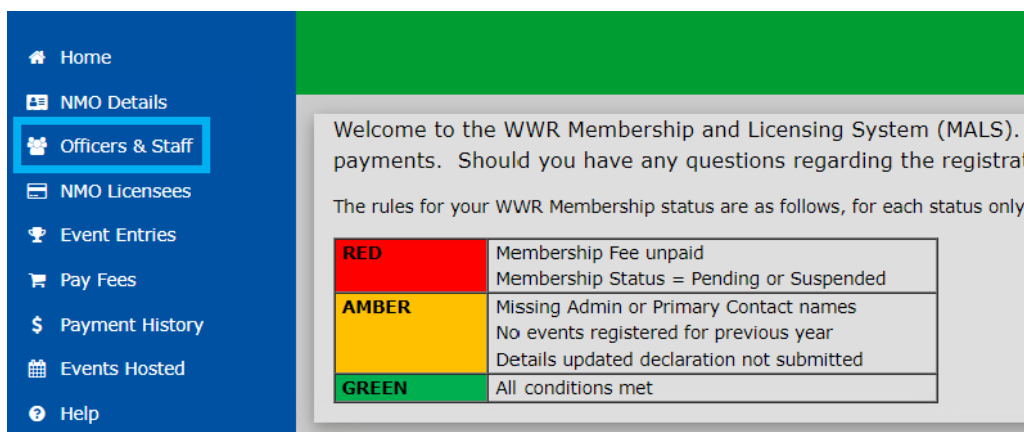 Home
NMO Details
Officers & Staff
NMO Licensees
Event Entries
Pay Fees
Payment History
Events Hosted
Help
Welcome to the WWR Membership and Licensing System (MALS).
payments. Should you have any questions regarding the
The rules for your WWR Membership status are as follows, for each status only
RED
Membership Fee unpaid
Membership Status = Pending or Suspended
AMBER
Missing Admin or Primary Contact names
No events registered for previous year
Details updated declaration not submitted
GREEN
All conditions met